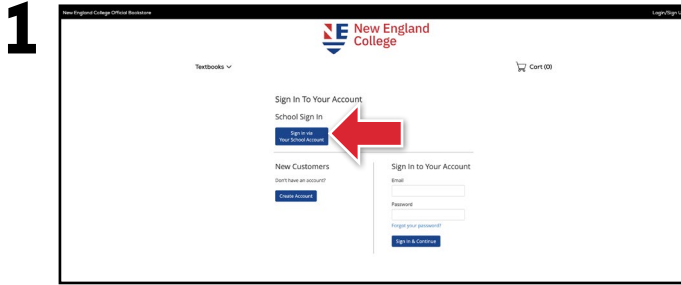 1
New England College Official Bookstore
Login/Sign U
New England
College
Textbooks
Cart (0)
Sign In To Your Account
School Sign In
Sign in via
Your School Account
New Customers
Don't have an account?
Create Account
Sign In to Your Account
Email
Password
Forgot your password?
Sign In & Continue